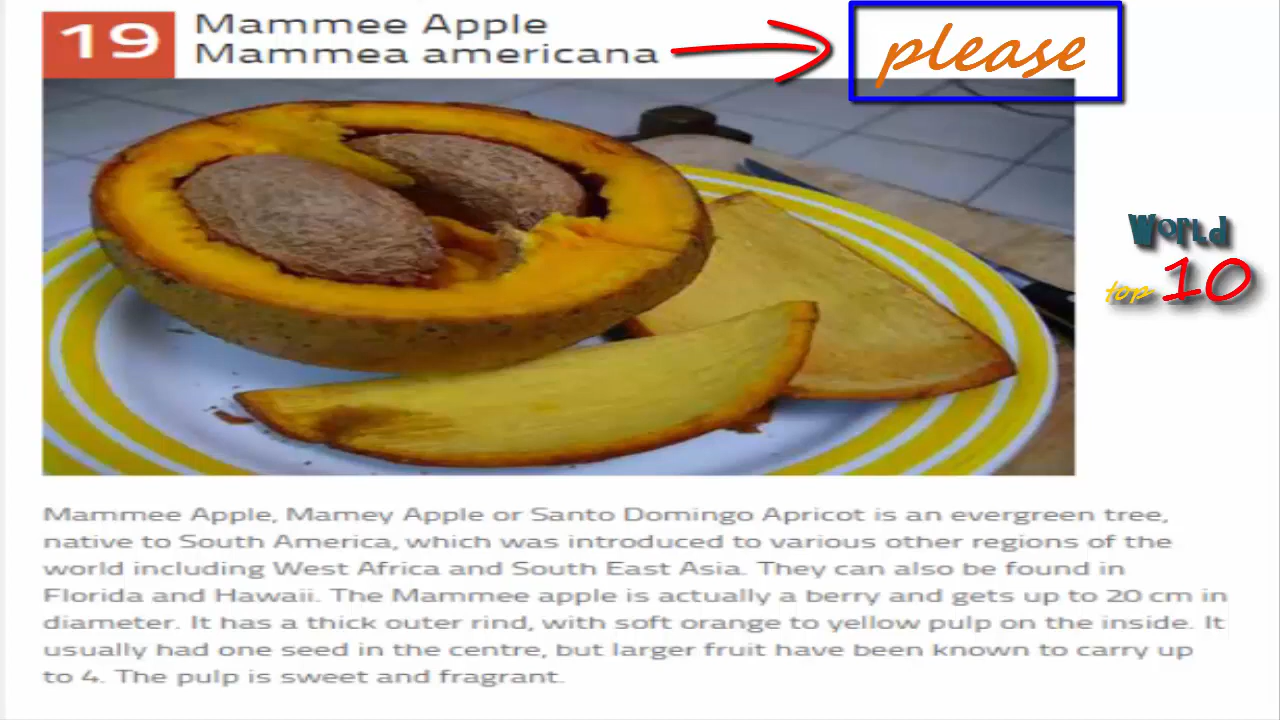 19
Mammee Apple
Mammea americana
please
World
top 10
Mammee Apple, Mamey Apple or Santo Domingo Apricot is an evergreen tree,
native to South America, which was introduced to various other regions of the
world including West Africa and South East Asia. They can also be found in
Florida and Hawaii. The Mammee apple is actually a berry and gets up to 20 cm in
diameter. It has a thick outer rind, with soft orange to yellow pulp on the inside. It
usually had one seed in the centre, but larger fruit have been known to carry up
to 4. The pulp is sweet and fragrant.